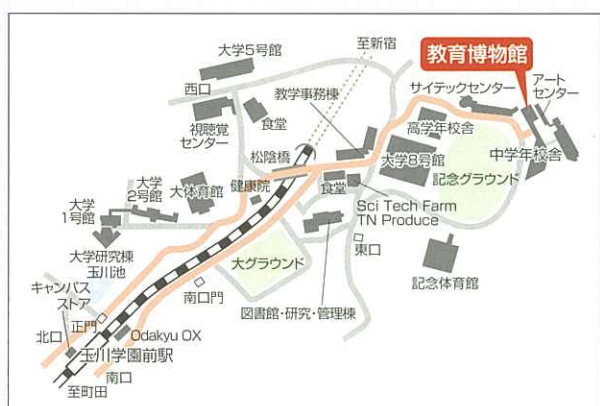 大学5号館
至新宿
教育博物館
西口
教学事務棟
サイテックセンター
アート
センター
視聴覚
センター
食堂
高学年校舎
松陰橋
大学8号館
中学年校舎
大学
2号館
大体育館
健康院
食堂
記念グラウンド
大学
1号館
Sci Tech Farm
TN Produce
大学研究棟
東口
玉川池
大グラウンド
キャンパス
ストア
南口門
記念体育館
正門
図書館・研究・管理棟
北口
Odakyu OX
玉川学園前駅
南口
至町田